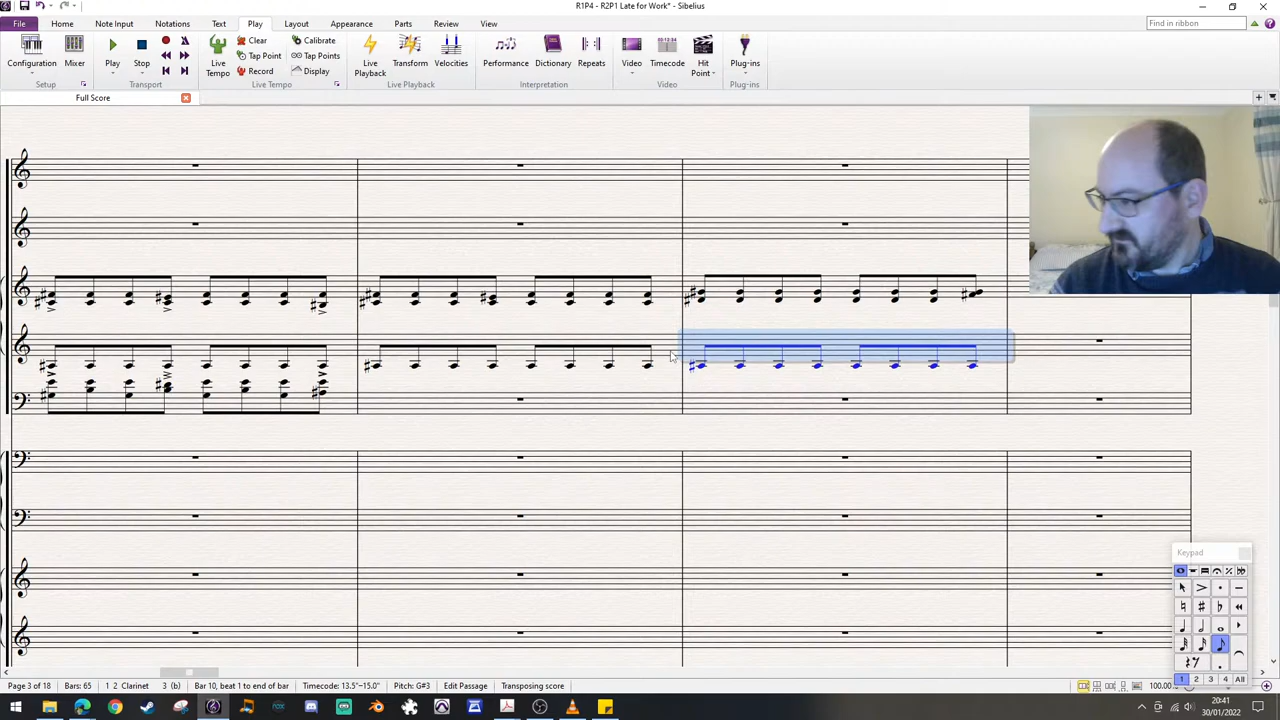 R1P4 - R2P1 Late for Work* - Sibelius
File
Home
Note Input
Notations
Text
Play
Layout
Appearance
Parts
Review
View
Find in ribbon
Configuration
Mixer
Play
Stop
Live
Tempo
Clear
Tap Point
Record
Calibrate
Tap Points
Display
Live
Playback
Transform
Velocities
Performance
Dictionary
Repeats
Video
Timecode
Hit
Point
Plug-ins
Setup
Transport
Live Tempo
Live Playback
Interpretation
Video
Plug-ins
Full Score
Keypad
1 2 3 4 All
Page 3 of 18
Bars: 65
1 2 Clarinet
3 (b)
Bar 10, beat 1 to end of bar
Timecode: 13.5"–15.0"
Pitch: G#3
Edit Passage
Transposing score
100.00
20:41
30/01/2022